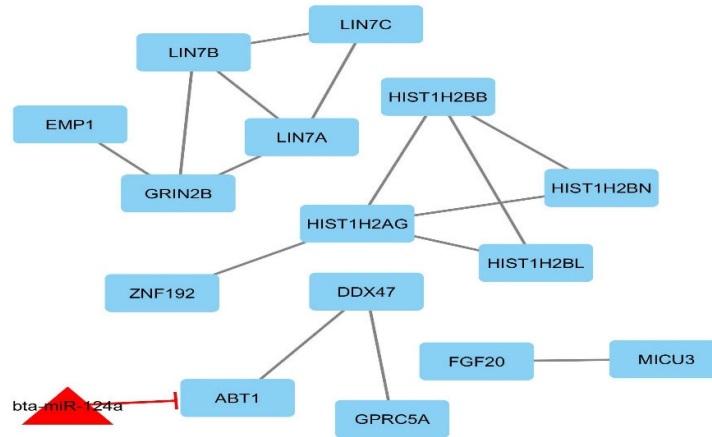 LIN7C
LIN7B
HIST1H2BB
EMP1
LIN7A
GRIN2B
HIST1H2BN
HIST1H2AG
HIST1H2BL
ZNF192
DDX47
FGF20
MICU3
bta-miR-124a
ABT1
GPRC5A